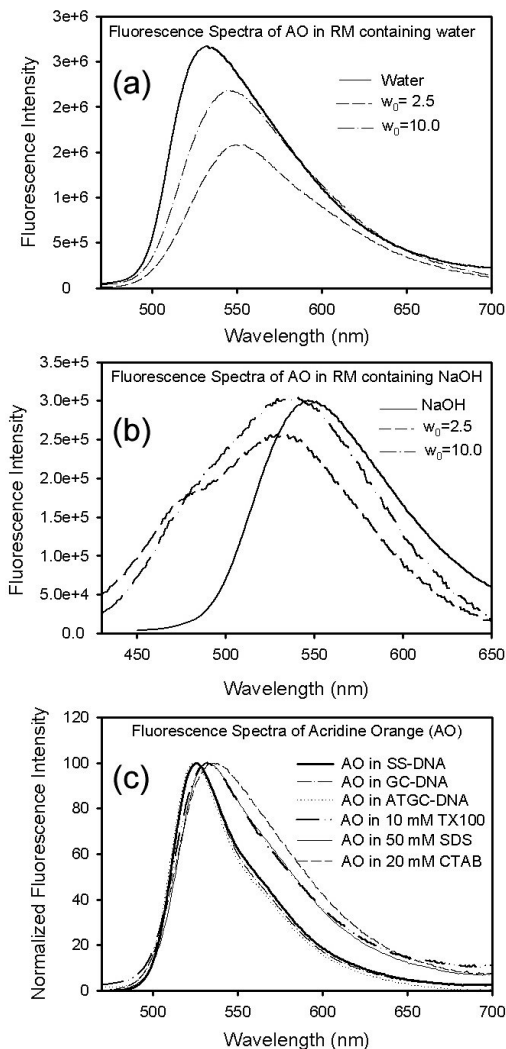 Fluorescence Spectra of AO in RM containing water
(a)
Water
w0= 2.5
w0=10.0
3e+6
3e+6
2e+6
2e+6
1e+6
5e+5
0
Fluorescence Intensity
500 550 600 650 700
Wavelength (nm)
Fluorescence Spectra of AO in RM containing NaOH
(b)
NaOH
w0=2.5
w0=10.0
3.5e+5
3.0e+5
2.5e+5
2.0e+5
1.5e+5
1.0e+5
5.0e+4
0.0
Fluorescence Intensity
450 500 550 600 650
Wavelength (nm)
Fluorescence Spectra of Acridine Orange (AO)
(c)
AO in SS-DNA
AO in GC-DNA
AO in ATGC-DNA
AO in 10 mM TX100
AO in 50 mM SDS
AO in 20 mM CTAB
120
100
80
60
40
20
0
Normalized Fluorescence Intensity
500 550 600 650 700
Wavelength (nm)